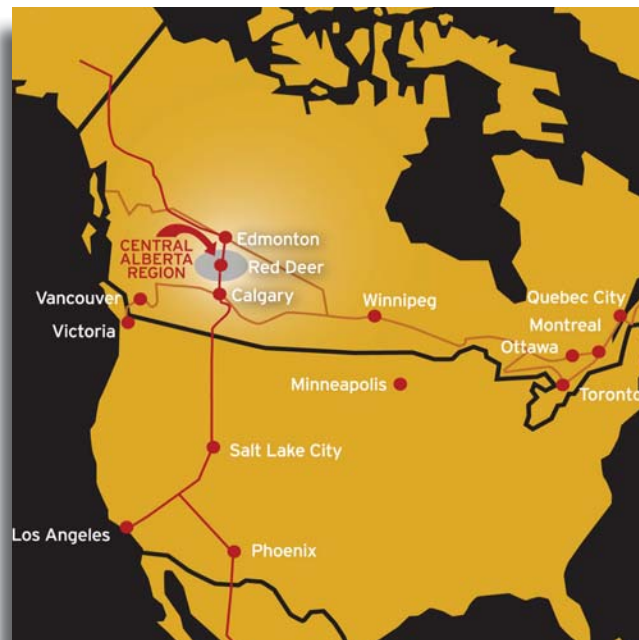 Edmonton
CENTRAL
ALBERTA
REGION
Red Deer
Calgary
Vancouver
Victoria
Winnipeg
Quebec City
Montreal
Ottawa
Toronto
Minneapolis
Salt Lake City
Los Angeles
Phoenix